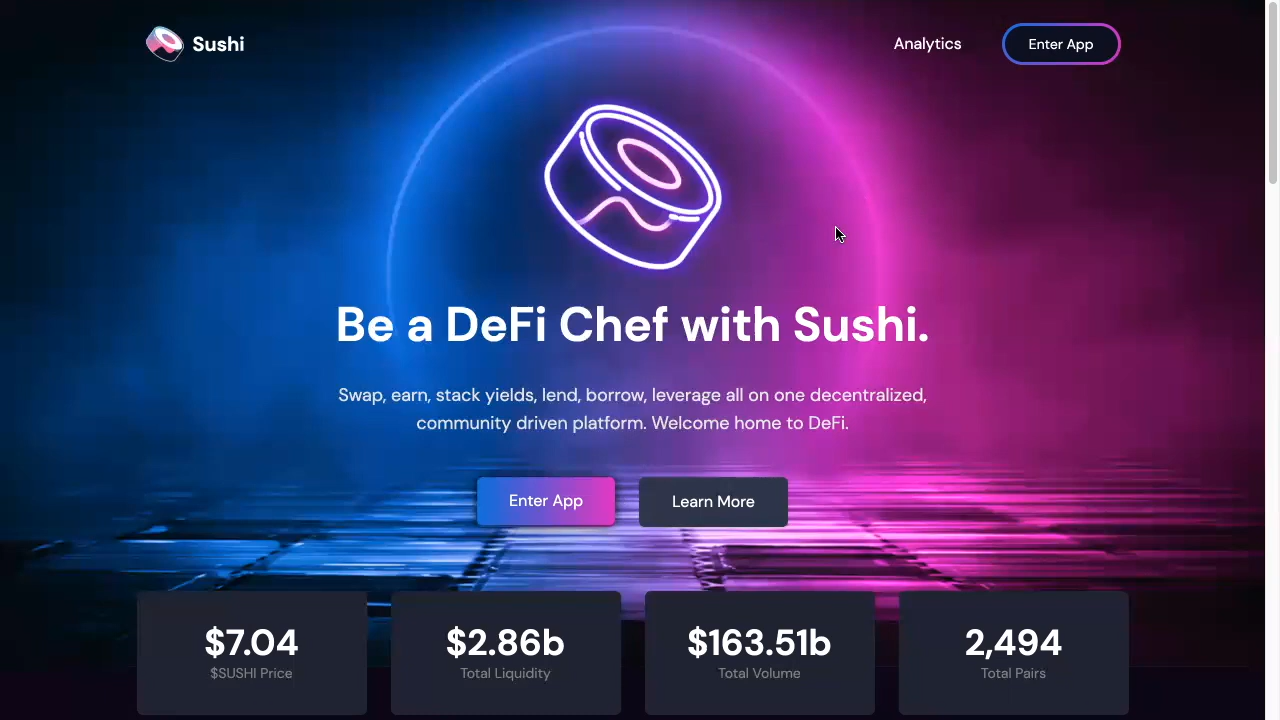 Sushi
Analytics
Enter App
Be a DeFi Chef with Sushi.
Swap, earn, stack yields, lend, borrow, leverage all on one decentralized,
community driven platform. Welcome home to DeFi.
Enter App
Learn More
$7.04
$SUSHI Price
$2.86b
Total Liquidity
$163.51b
Total Volume
2,494
Total Pairs